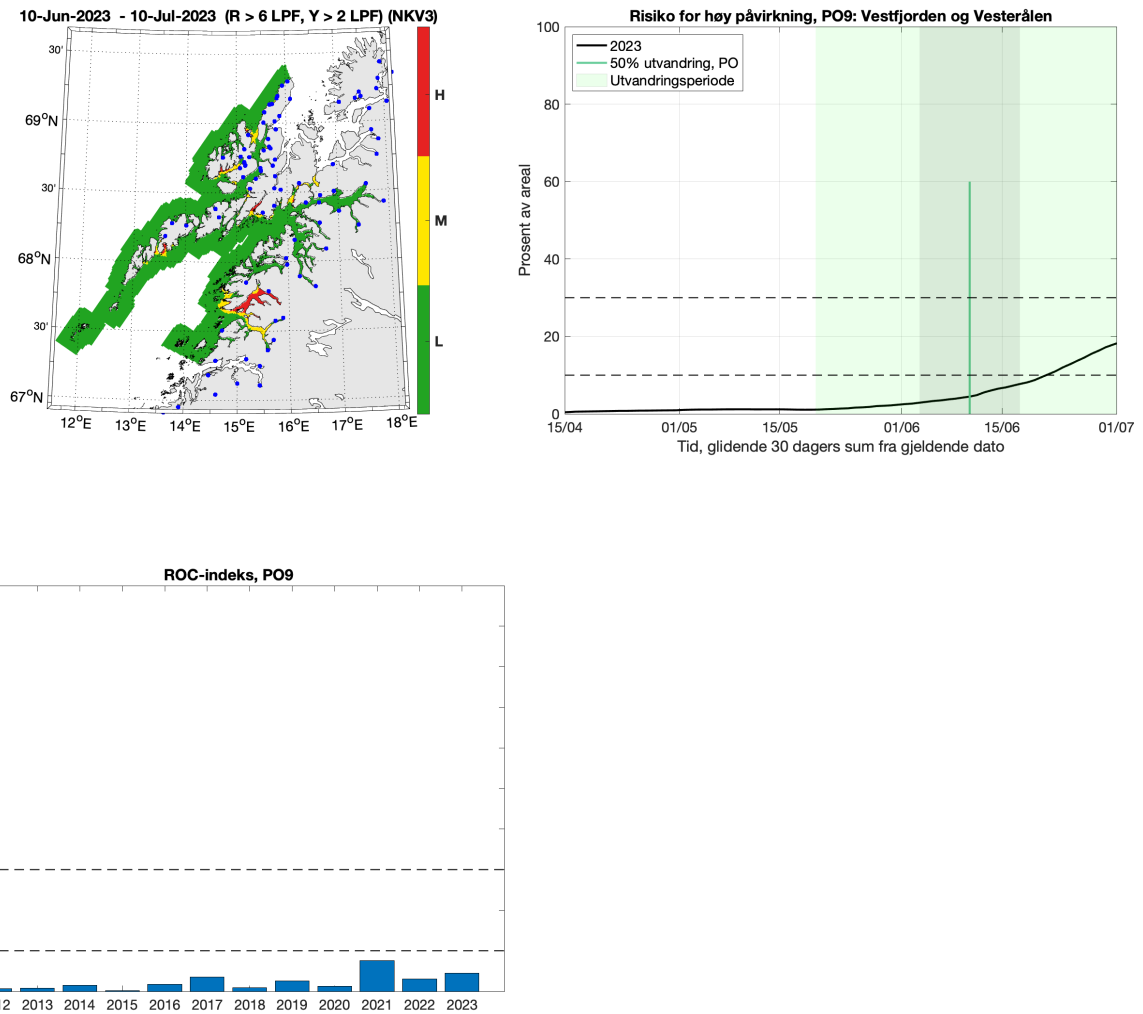 10-Jun-2023 - 10-Jul-2023 (R > 6 LPF, Y > 2 LPF) (NKV3)
30'
69°N
30'
68°N
30'
67°N
12°E 13°E 14°E 15°E 16°E 17°E 18°E
H
M
L
Risiko for høy påvirkning, PO9: Vestfjorden og Vesterålen
2023
50% utvandring, PO
Utvandringsperiode
Prosent av areal
100
80
60
40
20
0
15/04 01/05 15/05 01/06 15/06 01/07
Tid, glidende 30 dagers sum fra gjeldende dato
ROC-indeks, PO9
12 2013 2014 2015 2016 2017 2018 2019 2020 2021 2022 2023